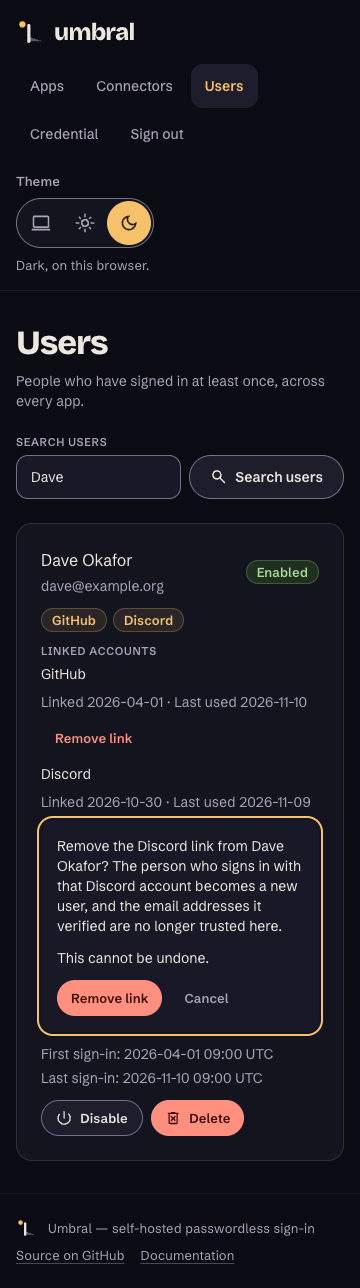 umbral
Apps Connectors Users
Credential Sign out
Theme
Dark, on this browser.
Users
People who have signed in at least once, across
every app.
SEARCH USERS
Dave Search users
Dave Okafor
dave@example.org
Enabled
GitHub Discord
LINKED ACCOUNTS
GitHub
Linked 2026-04-01 · Last used 2026-11-10
Remove link
Discord
Linked 2026-10-30 · Last used 2026-11-09
Remove the Discord link from Dave
Okafor? The person who signs in with
that Discord account becomes a new
user, and the email addresses it
verified are no longer trusted here.
This cannot be undone.
Remove link Cancel
First sign-in: 2026-04-01 09:00 UTC
Last sign-in: 2026-11-10 09:00 UTC
Disable Delete
Umbral — self-hosted passwordless sign-in
Source on GitHub Documentation